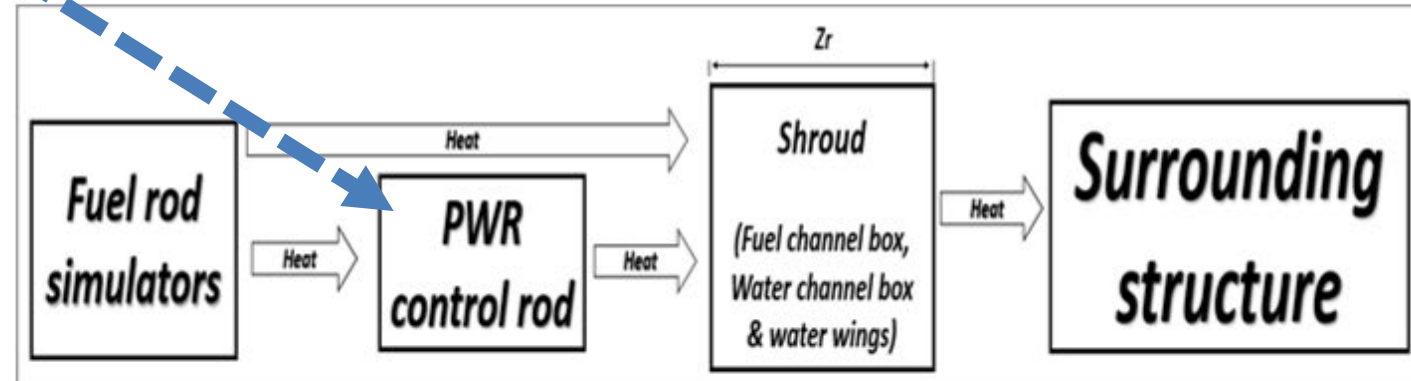 Zr
Heat
Fuel rod
simulators
Heat
PWR
control rod
Heat
Shroud
(Fuel channel box,
Water channel box
& water wings)
Heat
Surrounding
structure